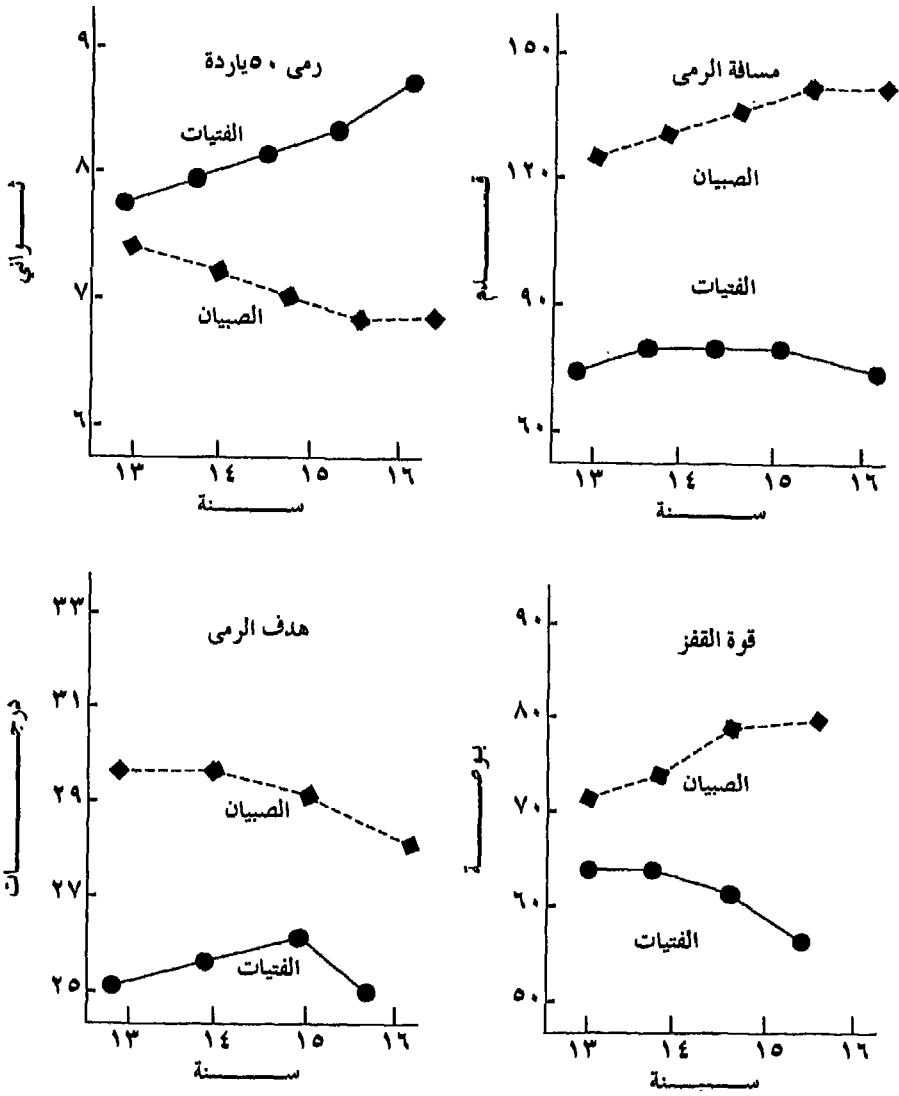 رمى ٥٠ ياردة
٩
٨
٧
٦
ثواني
الفتيات
الصبيان
١٣ ١٤ ١٥ ١٦
سنة
مسافة الرمى
١٥٠
١٢٠
٩٠
٦٠
قدم
الصبيان
الفتيات
١٣ ١٤ ١٥ ١٦
سنة
هدف الرمى
٣٣
٣١
٢٩
٢٧
٢٥
درجات
الصبيان
الفتيات
١٣ ١٤ ١٥ ١٦
سنة
قوة القفز
٩٠
٨٠
٧٠
٦٠
٥٠
بوصة
الصبيان
الفتيات
١٣ ١٤ ١٥ ١٦
سنة